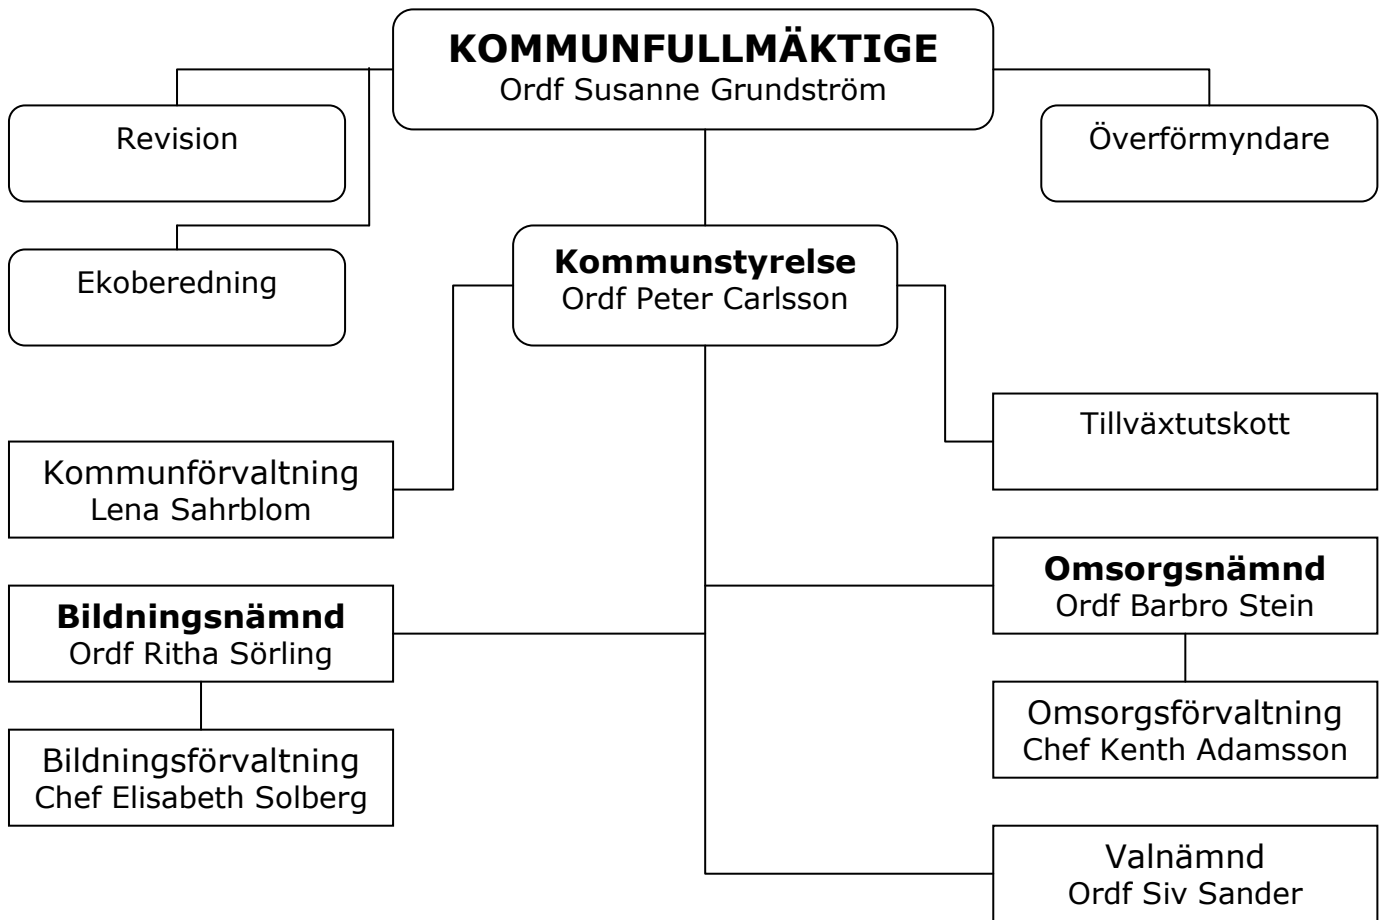 KOMMUNFULLMÄKTIGE
Ordf Susanne Grundström
Revision
Överförmyndare
Ekoberedning
Kommunstyrelse
Ordf Peter Carlsson
Tillväxtutskott
Kommunförvaltning
Lena Sahrblom
Omsorgsnämnd
Ordf Barbro Stein
Bildningsnämnd
Ordf Ritha Sörling
Omsorgsförvaltning
Chef Kenth Adamsson
Bildningsförvaltning
Chef Elisabeth Solberg
Valnämnd
Ordf Siv Sander